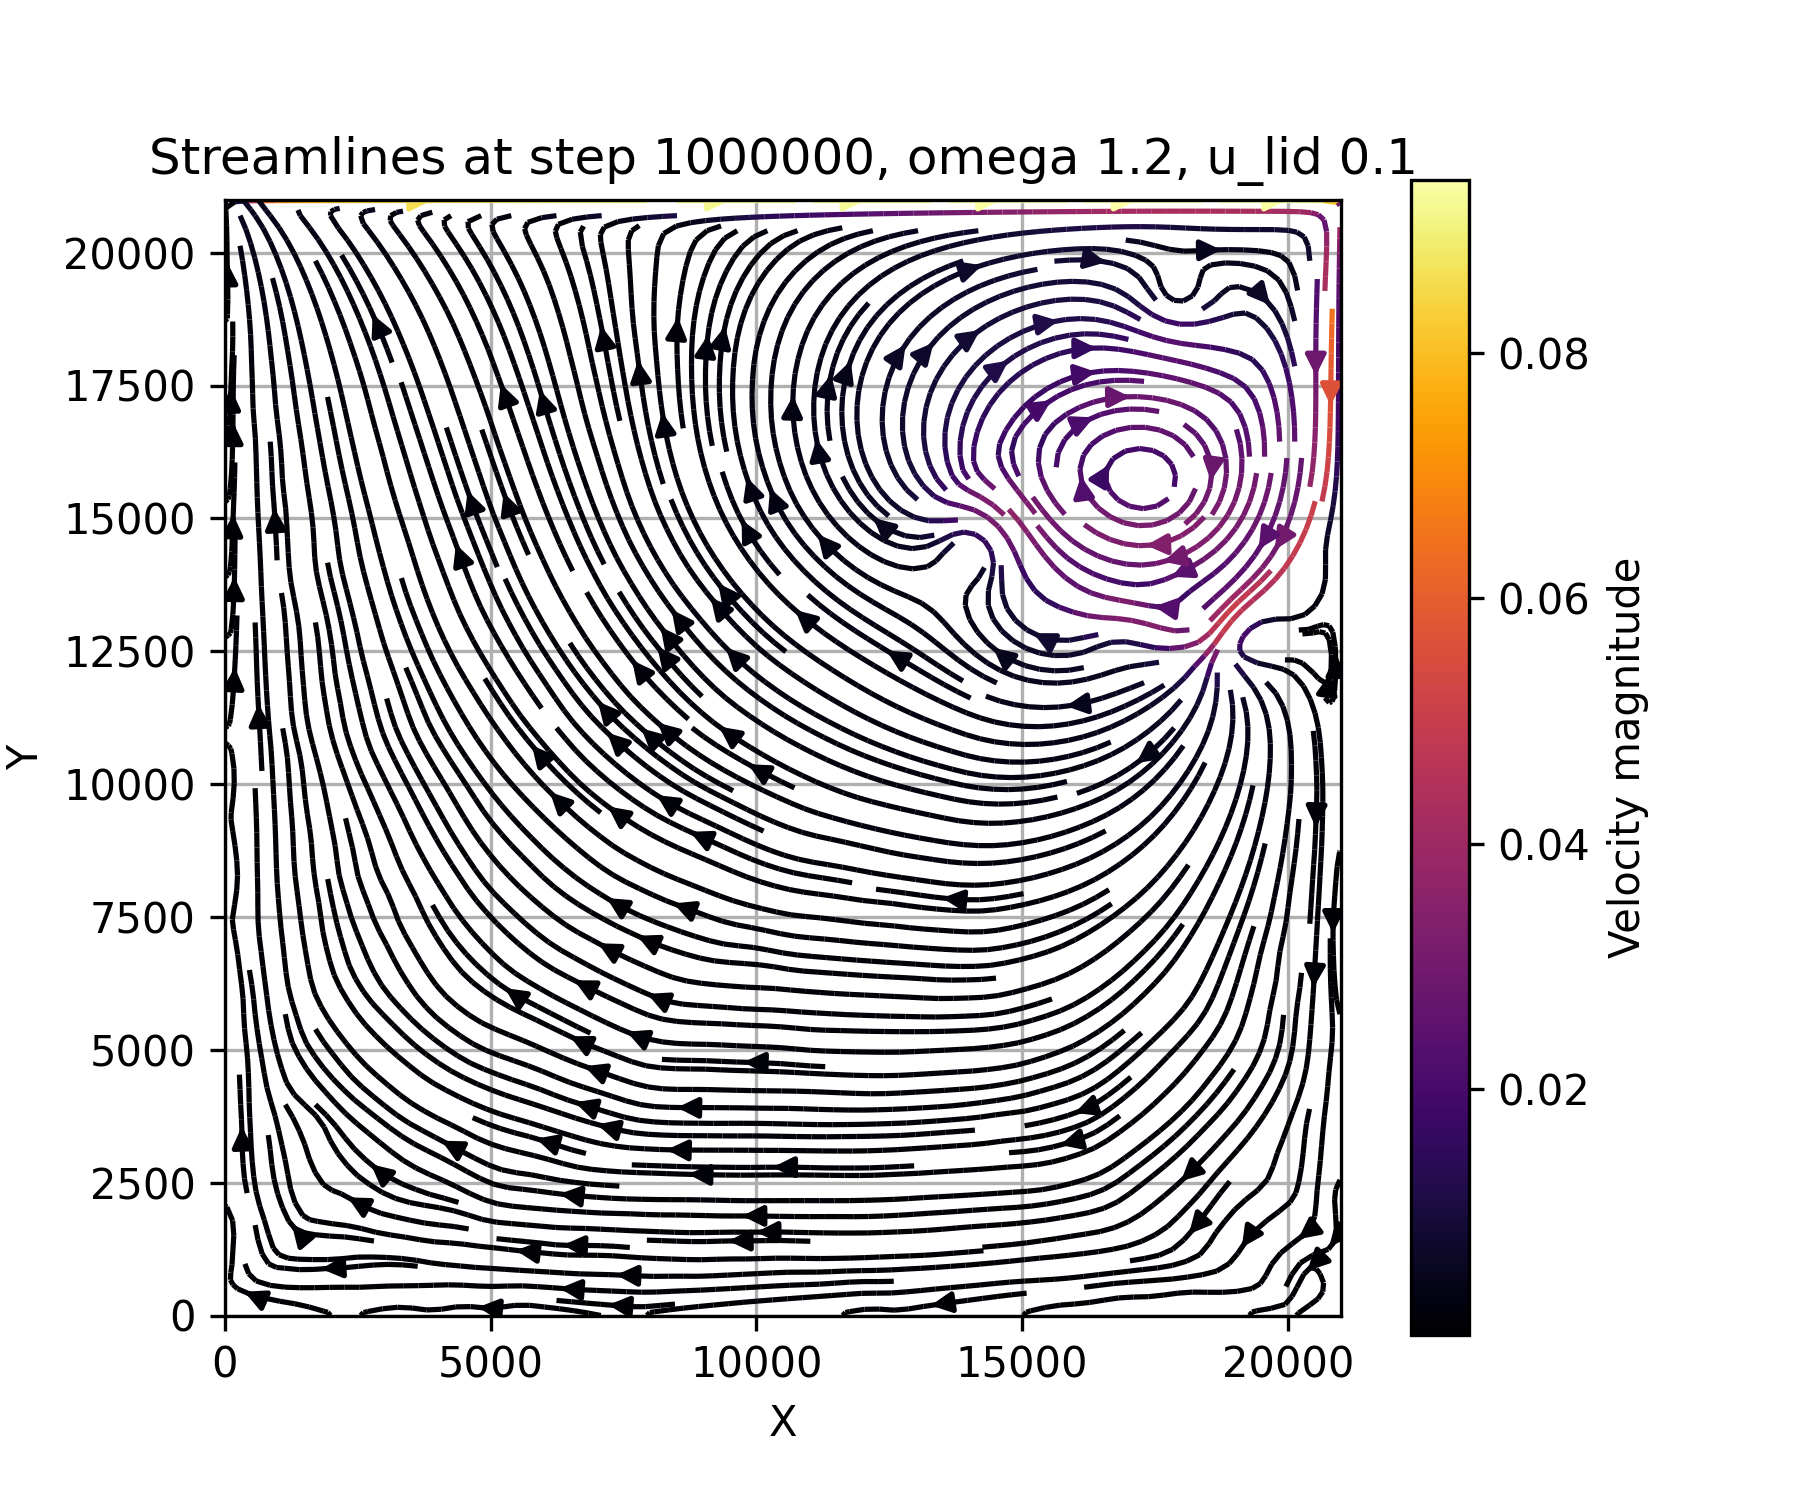 Streamlines at step 1000000, omega 1.2, u_lid 0.1
20000
17500
15000
12500
10000
7500
5000
2500
0
Y
0 5000 10000 15000 20000
X
0.08
0.06
0.04
0.02
Velocity magnitude